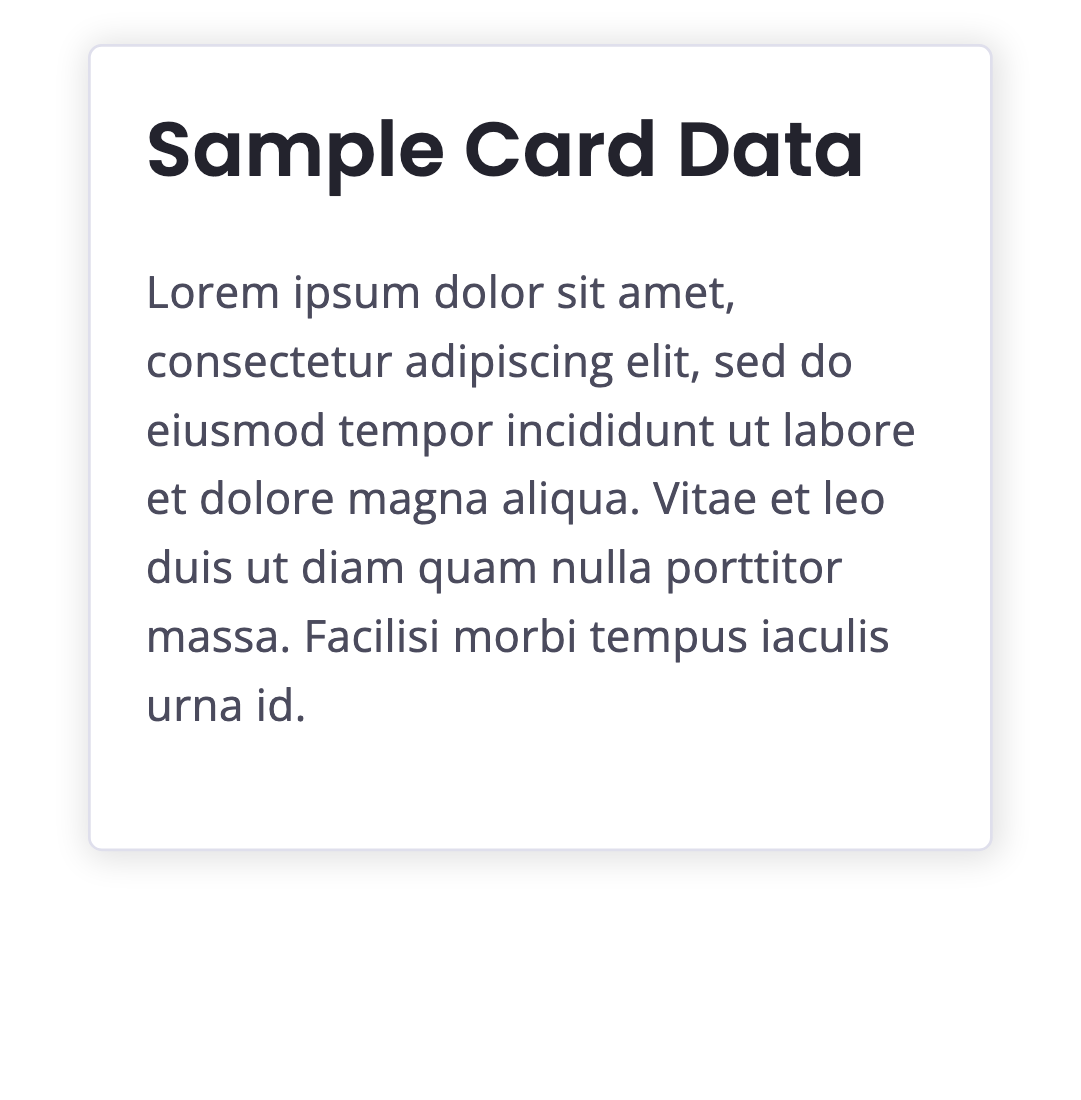 Sample Card Data
Lorem ipsum dolor sit amet,
consectetur adipiscing elit, sed do
eiusmod tempor incididunt ut labore
et dolore magna aliqua. Vitae et leo
duis ut diam quam nulla porttitor
massa. Facilisi morbi tempus iaculis
urna id.